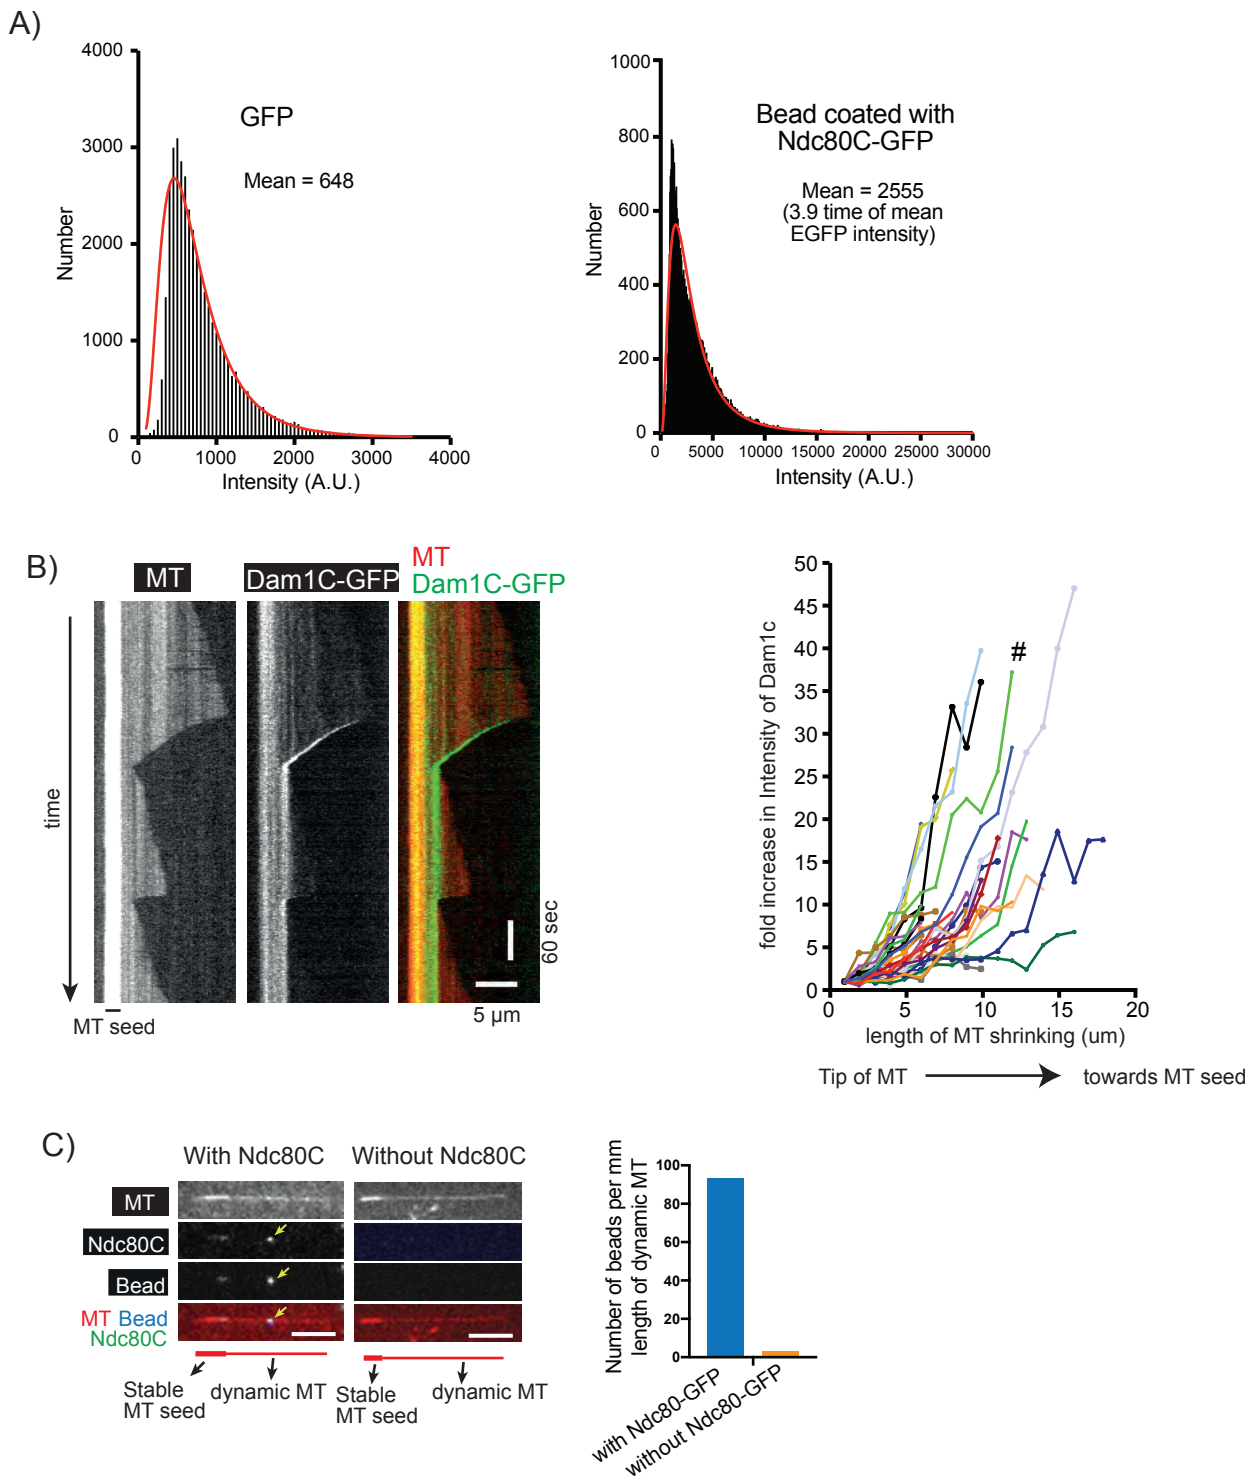 A)
4000
3000
2000
1000
0
Number
GFP
Mean = 648
0
1000
2000
3000
4000
Intensity (A.U.)
1000
800
600
400
200
0
Number
Bead coated with
Ndc80C-GFP
Mean = 2555
(3.9 time of mean
EGFP intensity)
0
5000
10000
15000
20000
25000
30000
Intensity (A.U.)
B)
MT
Dam1C-GFP
MT
Dam1C-GFP
time
MT seed
60 sec
5 µm
50
45
40
35
30
25
20
15
10
5
0
fold increase in Intensity of Dam1c
#
0
5
10
15
20
length of MT shrinking (um)
Tip of MT
towards MT seed
C)
With Ndc80C
Without Ndc80C
MT
Ndc80C
Bead
MT Bead
Ndc80C
Stable
MT seed
dynamic MT
Stable
MT seed
dynamic MT
Number of beads per mm
length of dynamic MT
100
80
60
40
20
0
with Ndc80-GFP
without Ndc80-GFP